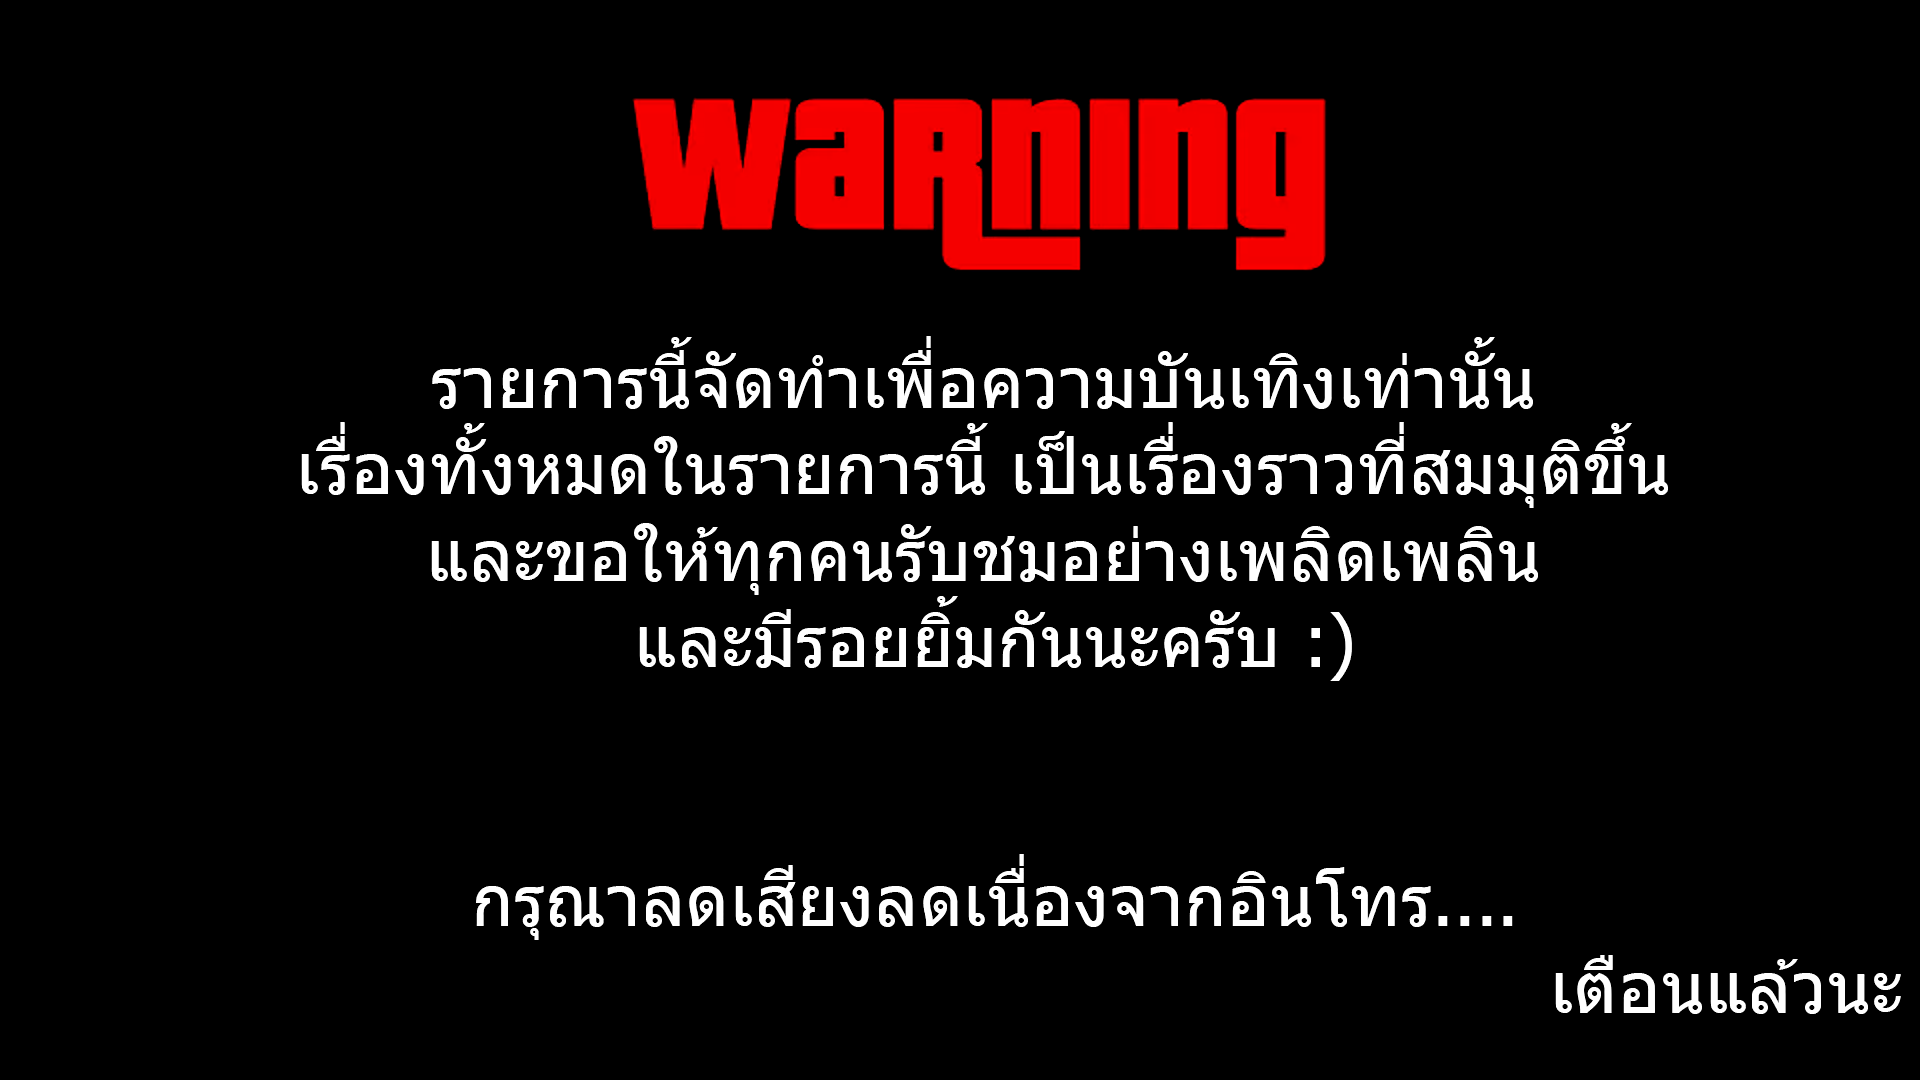 warning
รายการนี้จัดทำเพื่อความบันเทิงเท่านั้น
เรื่องทั้งหมดในรายการนี้ เป็นเรื่องราวที่สมมุติขึ้น
และขอให้ทุกคนรับชมอย่างเพลิดเพลิน
และมีรอยยิ้มกันนะครับ :)
กรุณาลดเสียงลดเนื่องจากอินโทร....
เตือนแล้วนะ